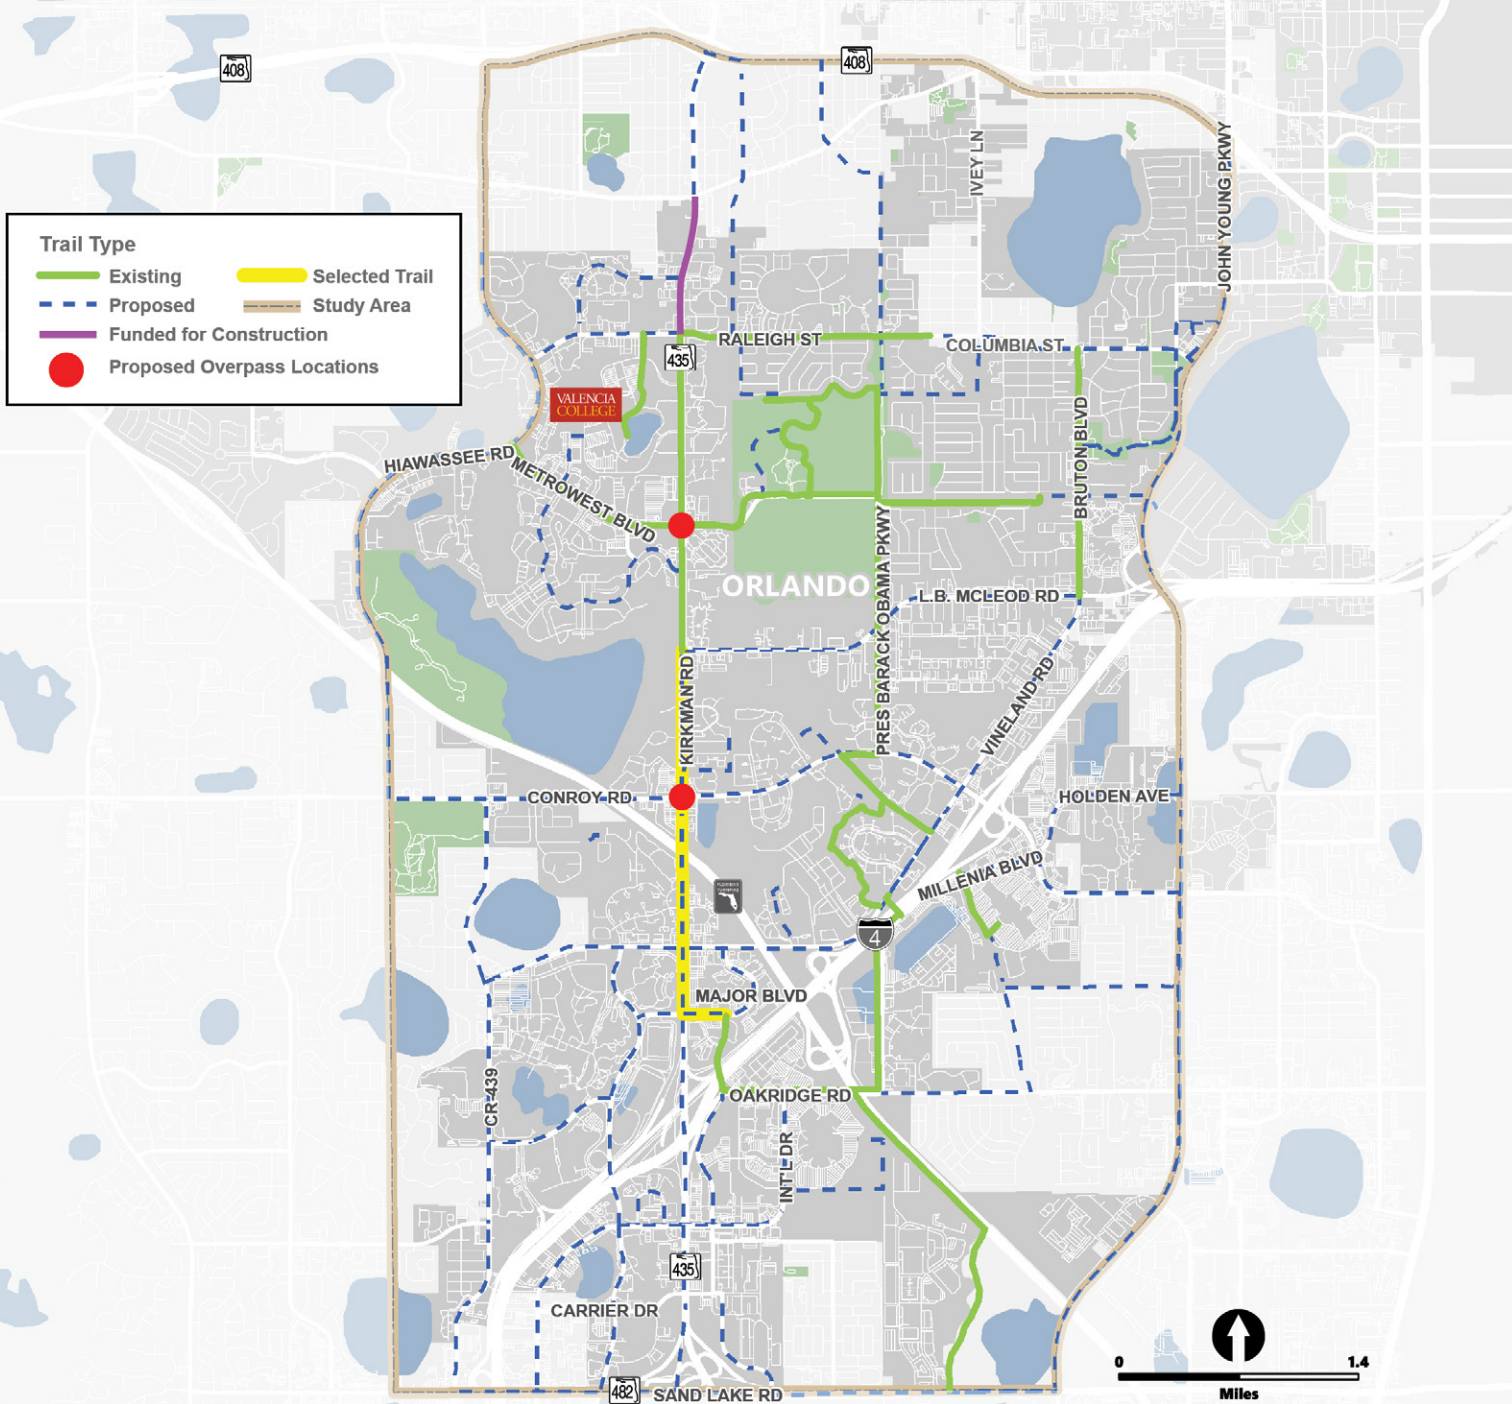 408
408
IVEY LN
JOHN YOUNG PKWY
Trail Type
Existing
Selected Trail
Proposed
Study Area
Funded for Construction
Proposed Overpass Locations
RALEIGH ST
COLUMBIA ST
435
VALENCIA
COLLEGE
BRUTON BLVD
HIAWASSEE RD
METROWEST BLVD
ORLANDO
PRES BARACK OBAMA PKWY
L.B. MCLEOD RD
KIRKMAN RD
VINELAND RD
CONROY RD
HOLDEN AVE
MILLENIA BLVD
4
MAJOR BLVD
CR-439
OAKRIDGE RD
INT'L DR
435
CARRIER DR
482
SAND LAKE RD
0
1.4
Miles